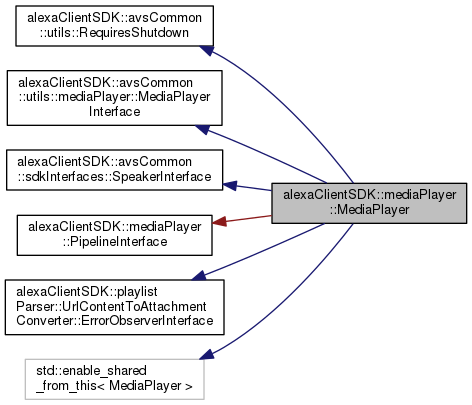 alexaClientSDK::avsCommon
::utils::RequiresShutdown
alexaClientSDK::avsCommon
::utils::mediaPlayer::MediaPlayer
Interface
alexaClientSDK::avsCommon
::sdkInterfaces::SpeakerInterface
alexaClientSDK::mediaPlayer
::MediaPlayer
alexaClientSDK::mediaPlayer
::PipelineInterface
alexaClientSDK::playlist
Parser::UrlContentToAttachment
Converter::ErrorObserverInterface
std::enable_shared
_from_this< MediaPlayer >